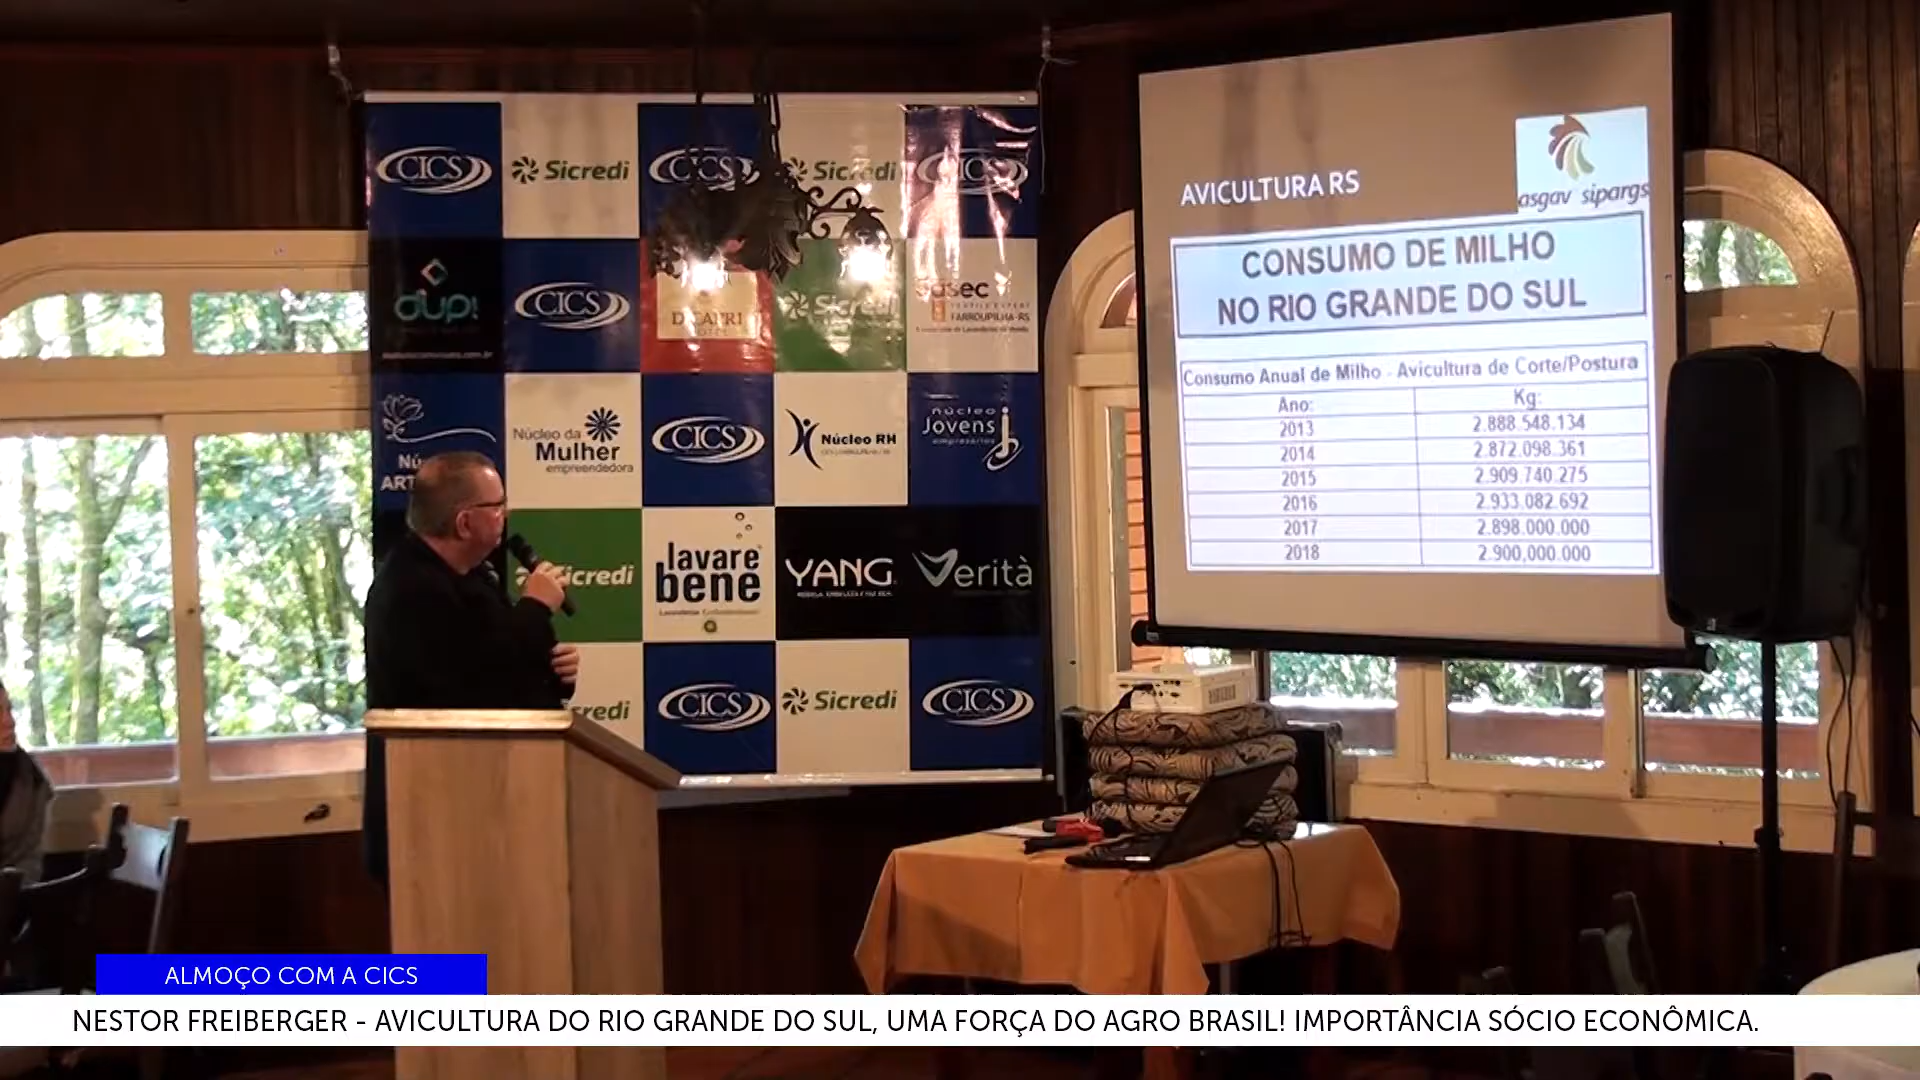 CICS
Sicredi
CICS
Sicredi
CICS
dupi
CICS
Sicredi
FARROUPILHA-RS
Núcleo da
Mulher
empreendedora
CICS
Núcleo RH
núcleo
Jovens
empresários
Sicredi
lavare
bene
YANG
Verità
CICS
Sicredi
CICS
AVICULTURA RS
asgav sipargs
CONSUMO DE MILHO
NO RIO GRANDE DO SUL
Consumo Anual de Milho - Avicultura de Corte/Postura
Ano: Kg:
2013 2.888.548.134
2014 2.872.098.361
2015 2.909.740.275
2016 2.933.082.692
2017 2.898.000.000
2018 2.900.000.000
ALMOÇO COM A CICS
NESTOR FREIBERGER - AVICULTURA DO RIO GRANDE DO SUL, UMA FORÇA DO AGRO BRASIL! IMPORTÂNCIA SÓCIO ECONÔMICA.